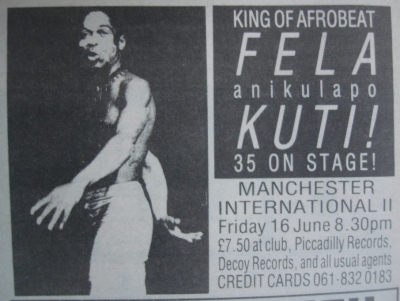 KING OF AFROBEAT
FELA
anikulapo
KUTI!
35 ON STAGE!
MANCHESTER
INTERNATIONAL II
Friday 16 June 8.30pm
£7.50 at club, Piccadilly Records,
Decoy Records, and all usual agents
CREDIT CARDS 061-832 0183